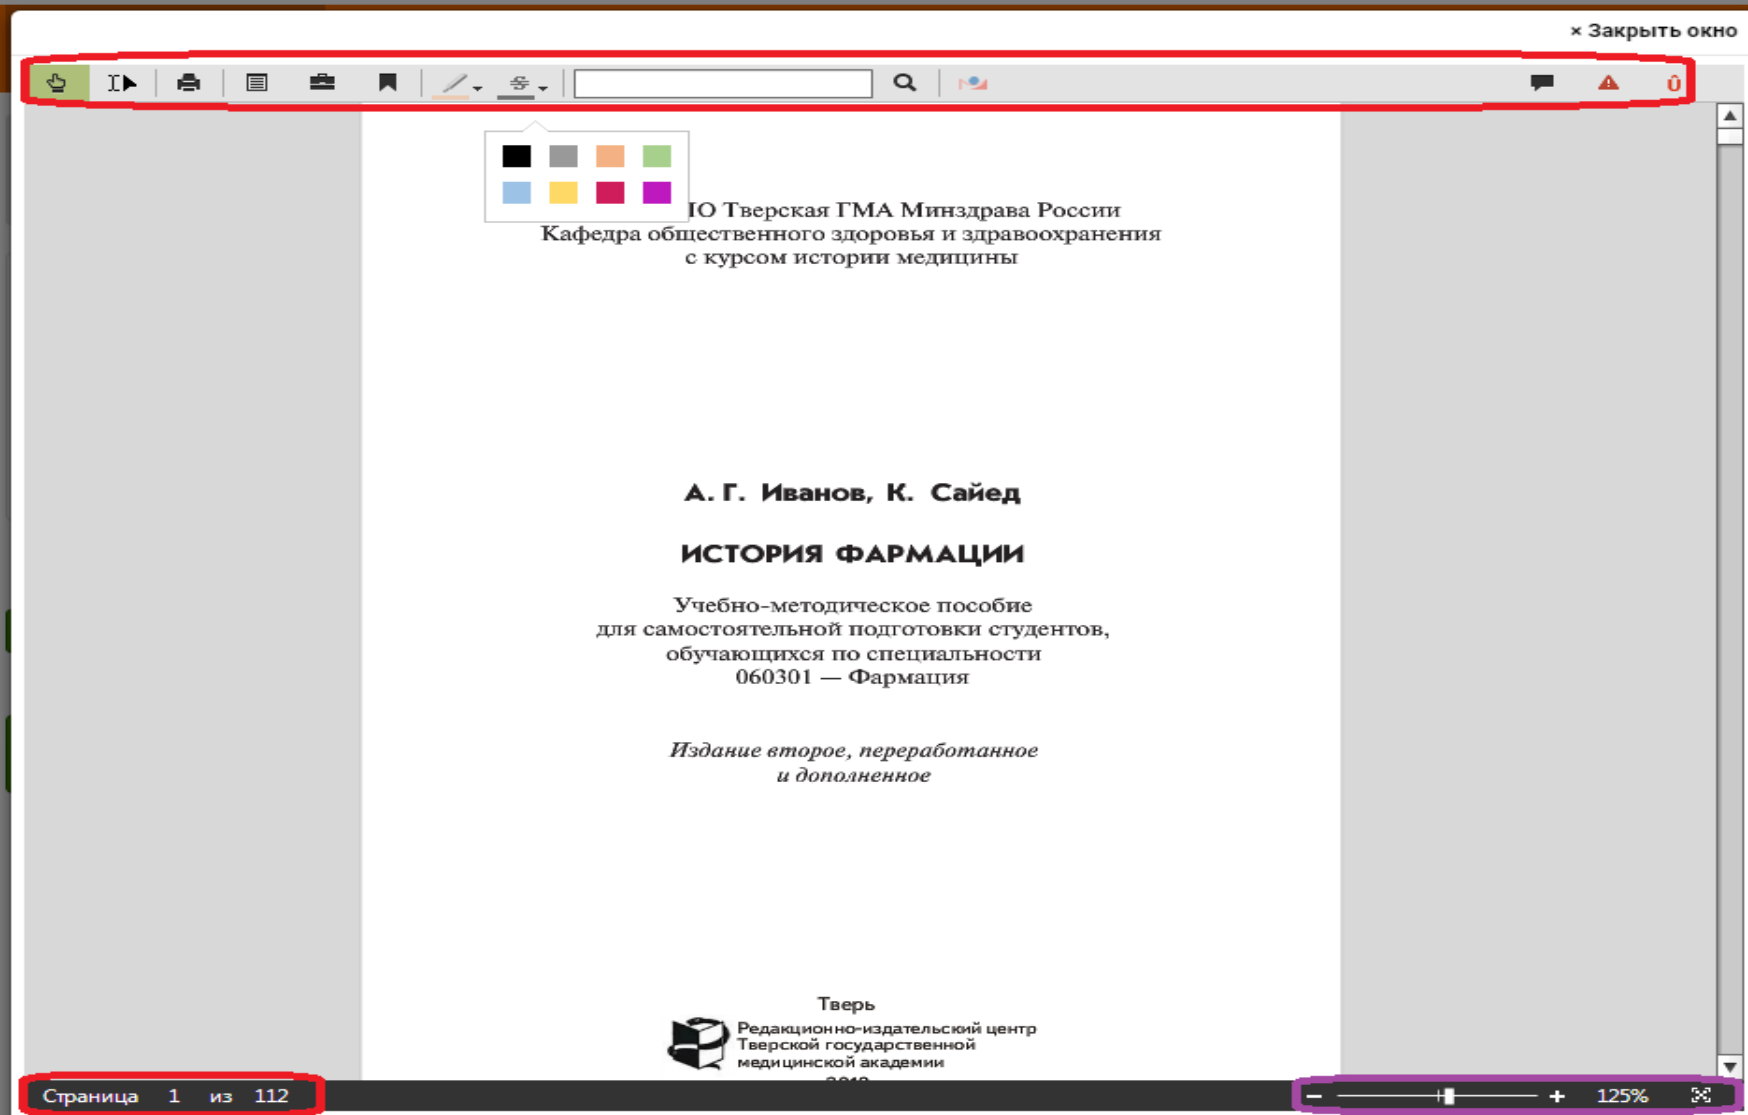 × Закрыть окно
Ю Тверская ГМА Минздрава России
Кафедра общественного здоровья и здравоохранения
с курсом истории медицины
А. Г. Иванов, К. Сайед
ИСТОРИЯ ФАРМАЦИИ
Учебно-методическое пособие
для самостоятельной подготовки студентов,
обучающихся по специальности
060301 — Фармация
Издание второе, переработанное
и дополненное
Тверь
Редакционно-издательский центр
Тверской государственной
медицинской академии
Страница 1 из 112
125%